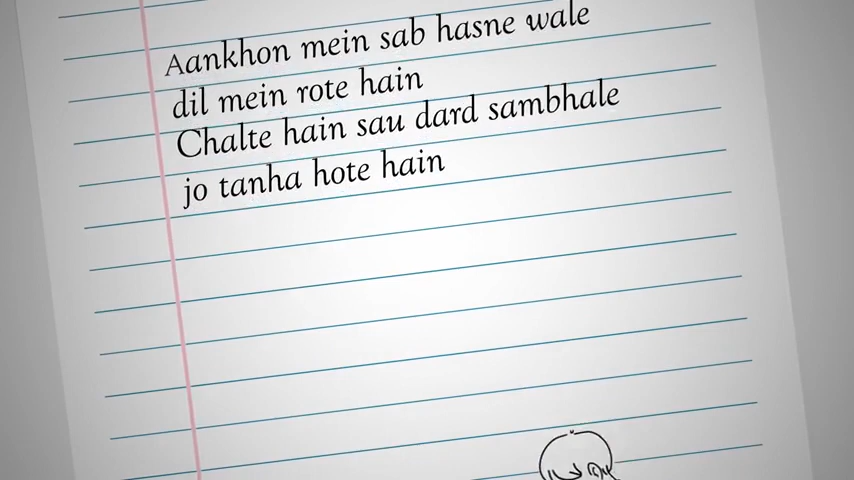 Aankhon mein sab hasne wale
dil mein rote hain
Chalte hain sau dard sambhale
jo tanha hote hain